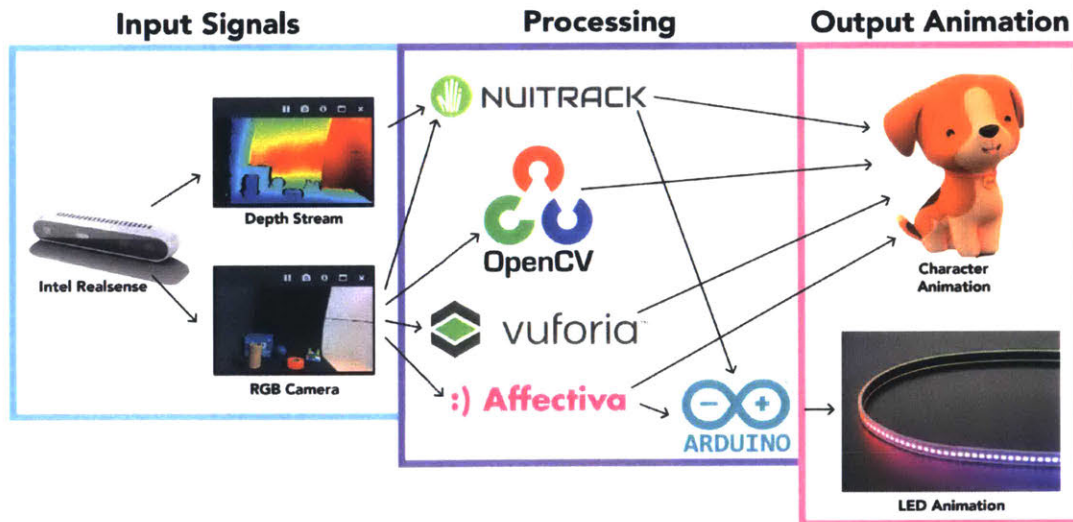 Input Signals
Processing
Output Animation
NUITRACK
Depth Stream
OpenCV
Intel Realsense
Character
Animation
vuforia™
RGB Camera
:) Affectiva
ARDUINO
LED Animation